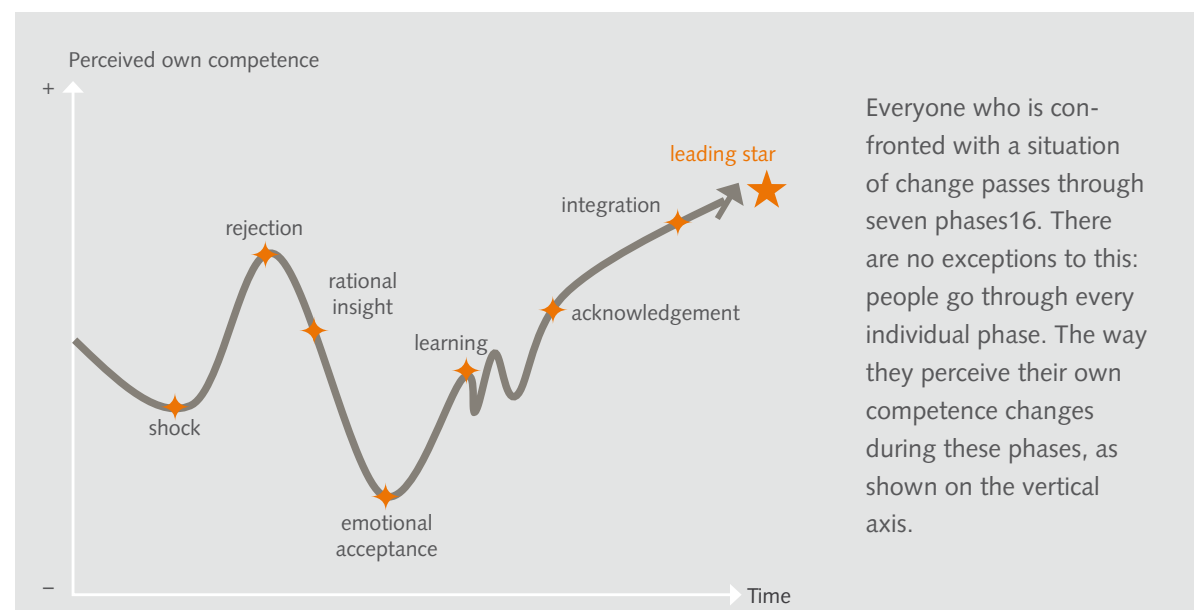 Perceived own competence
+
leading star
integration
rejection
rational
insight
acknowledgement
learning
shock
emotional
acceptance
–
Time
Everyone who is con-
fronted with a situation
of change passes through
seven phases16. There
are no exceptions to this:
people go through every
individual phase. The way
they perceive their own
competence changes
during these phases, as
shown on the vertical
axis.